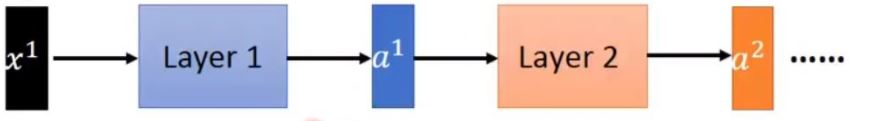 x¹ Layer 1 a¹ Layer 2 a² ......